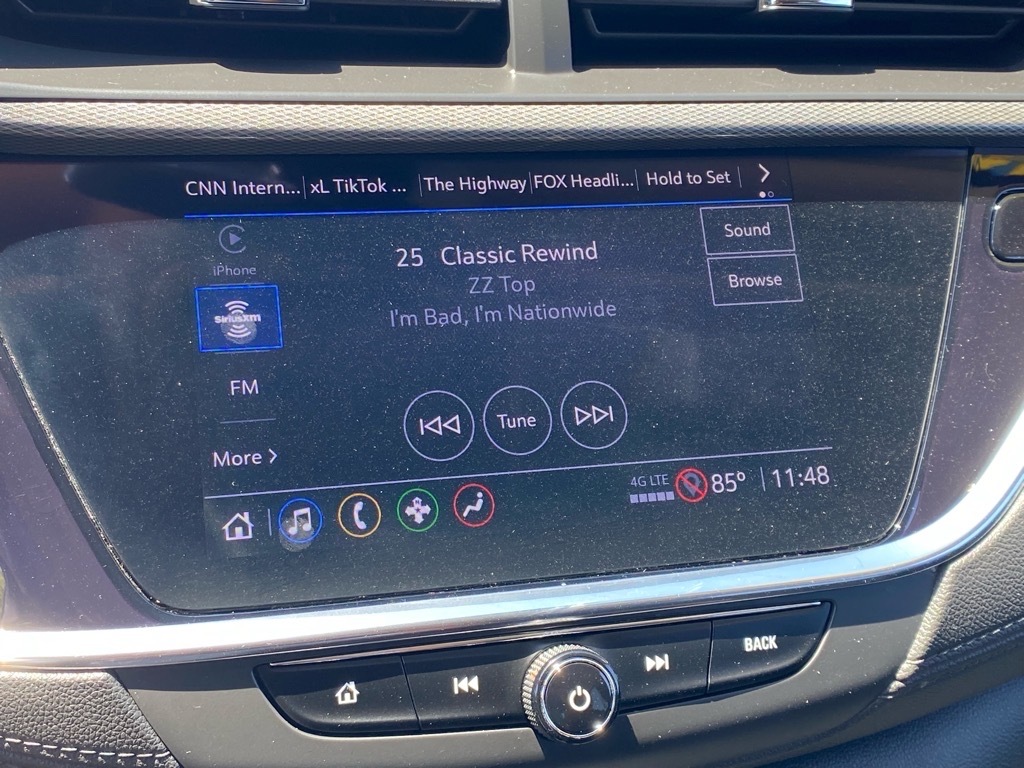 CNN Intern... xL TikTok ... The Highway FOX Headli... Hold to Set
iPhone
25 Classic Rewind
Sound
ZZ Top
Browse
I'm Bad, I'm Nationwide
SiriusXM
FM
Tune
More
4G LTE 85° 11:48
BACK